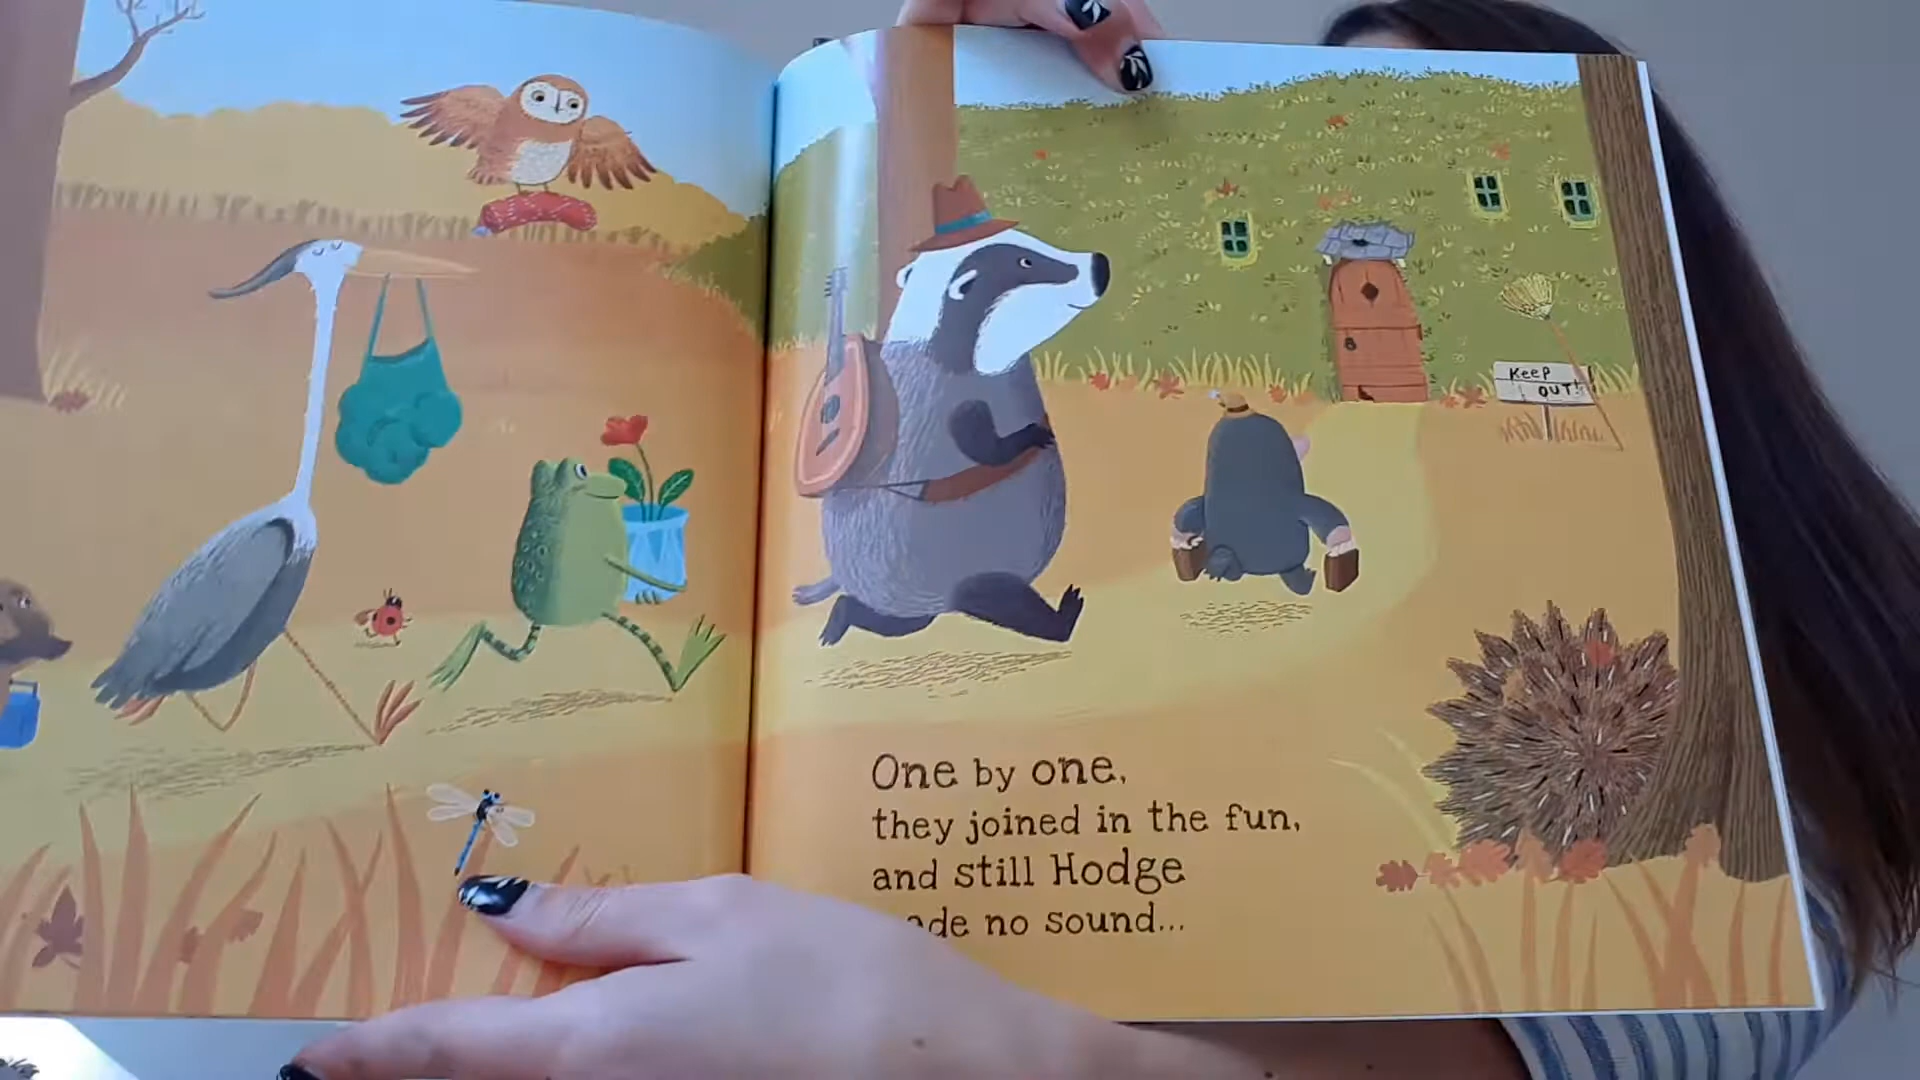 Keep
OUT!
One by one,
they joined in the fun,
and still Hodge
no sound...